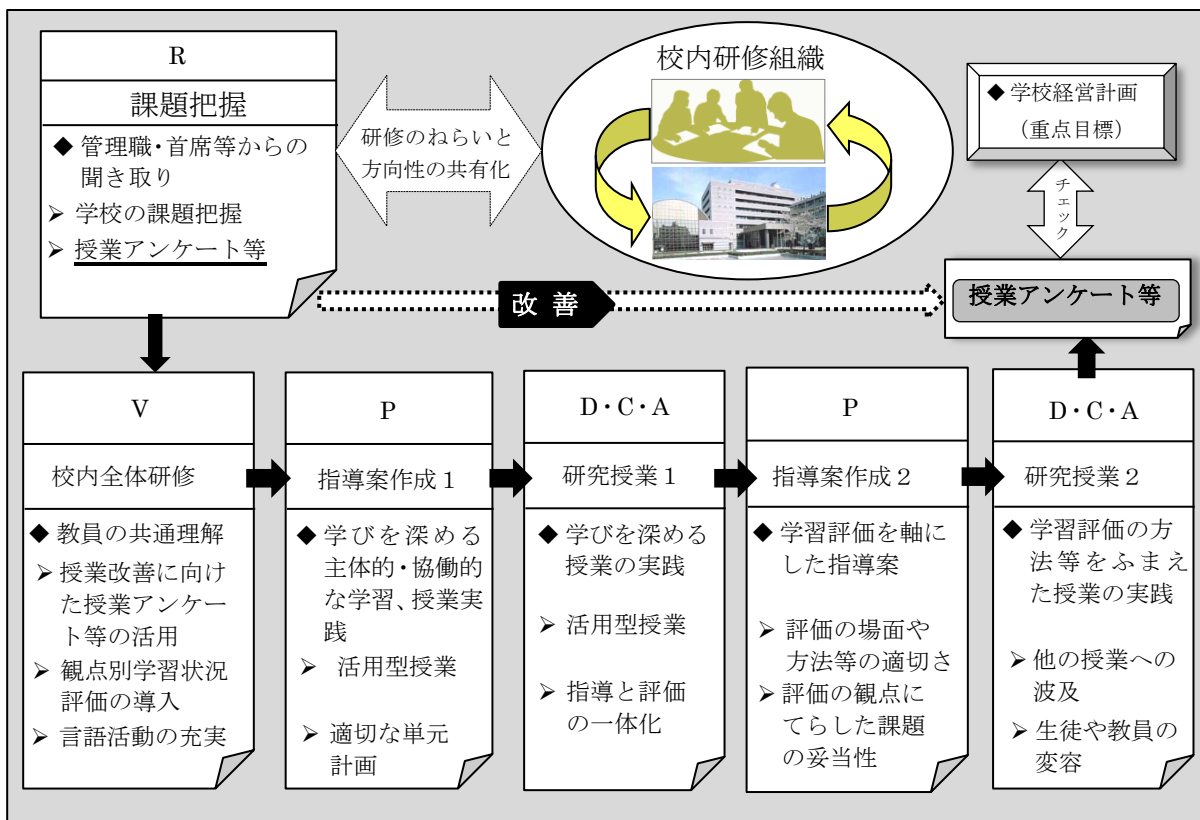 R
課題把握
◆ 管理職・首席等からの
聞き取り
➢ 学校の課題把握
➢ 授業アンケート等
研修のねらいと
方向性の共有化
校内研修組織
◆ 学校経営計画
（重点目標）
チェック
改 善
授業アンケート等
V
校内全体研修
◆ 教員の共通理解
➢ 授業改善に向け
た授業アンケー
ト等の活用
➢ 観点別学習状況
評価の導入
➢ 言語活動の充実
P
指導案作成１
◆ 学びを深める
主体的・協働的
な学習、授業実
践
➢ 活用型授業
➢ 適切な単元
計画
D・C・A
研究授業１
◆ 学びを深める
授業の実践
➢ 活用型授業
➢ 指導と評価
の一体化
P
指導案作成２
◆ 学習評価を軸に
した指導案
➢ 評価の場面や
方法等の適切さ
➢ 評価の観点に
てらした課題
の妥当性
D・C・A
研究授業２
◆ 学習評価の方
法等をふまえ
た授業の実践
➢ 他の授業への
波及
➢ 生徒や教員の
変容